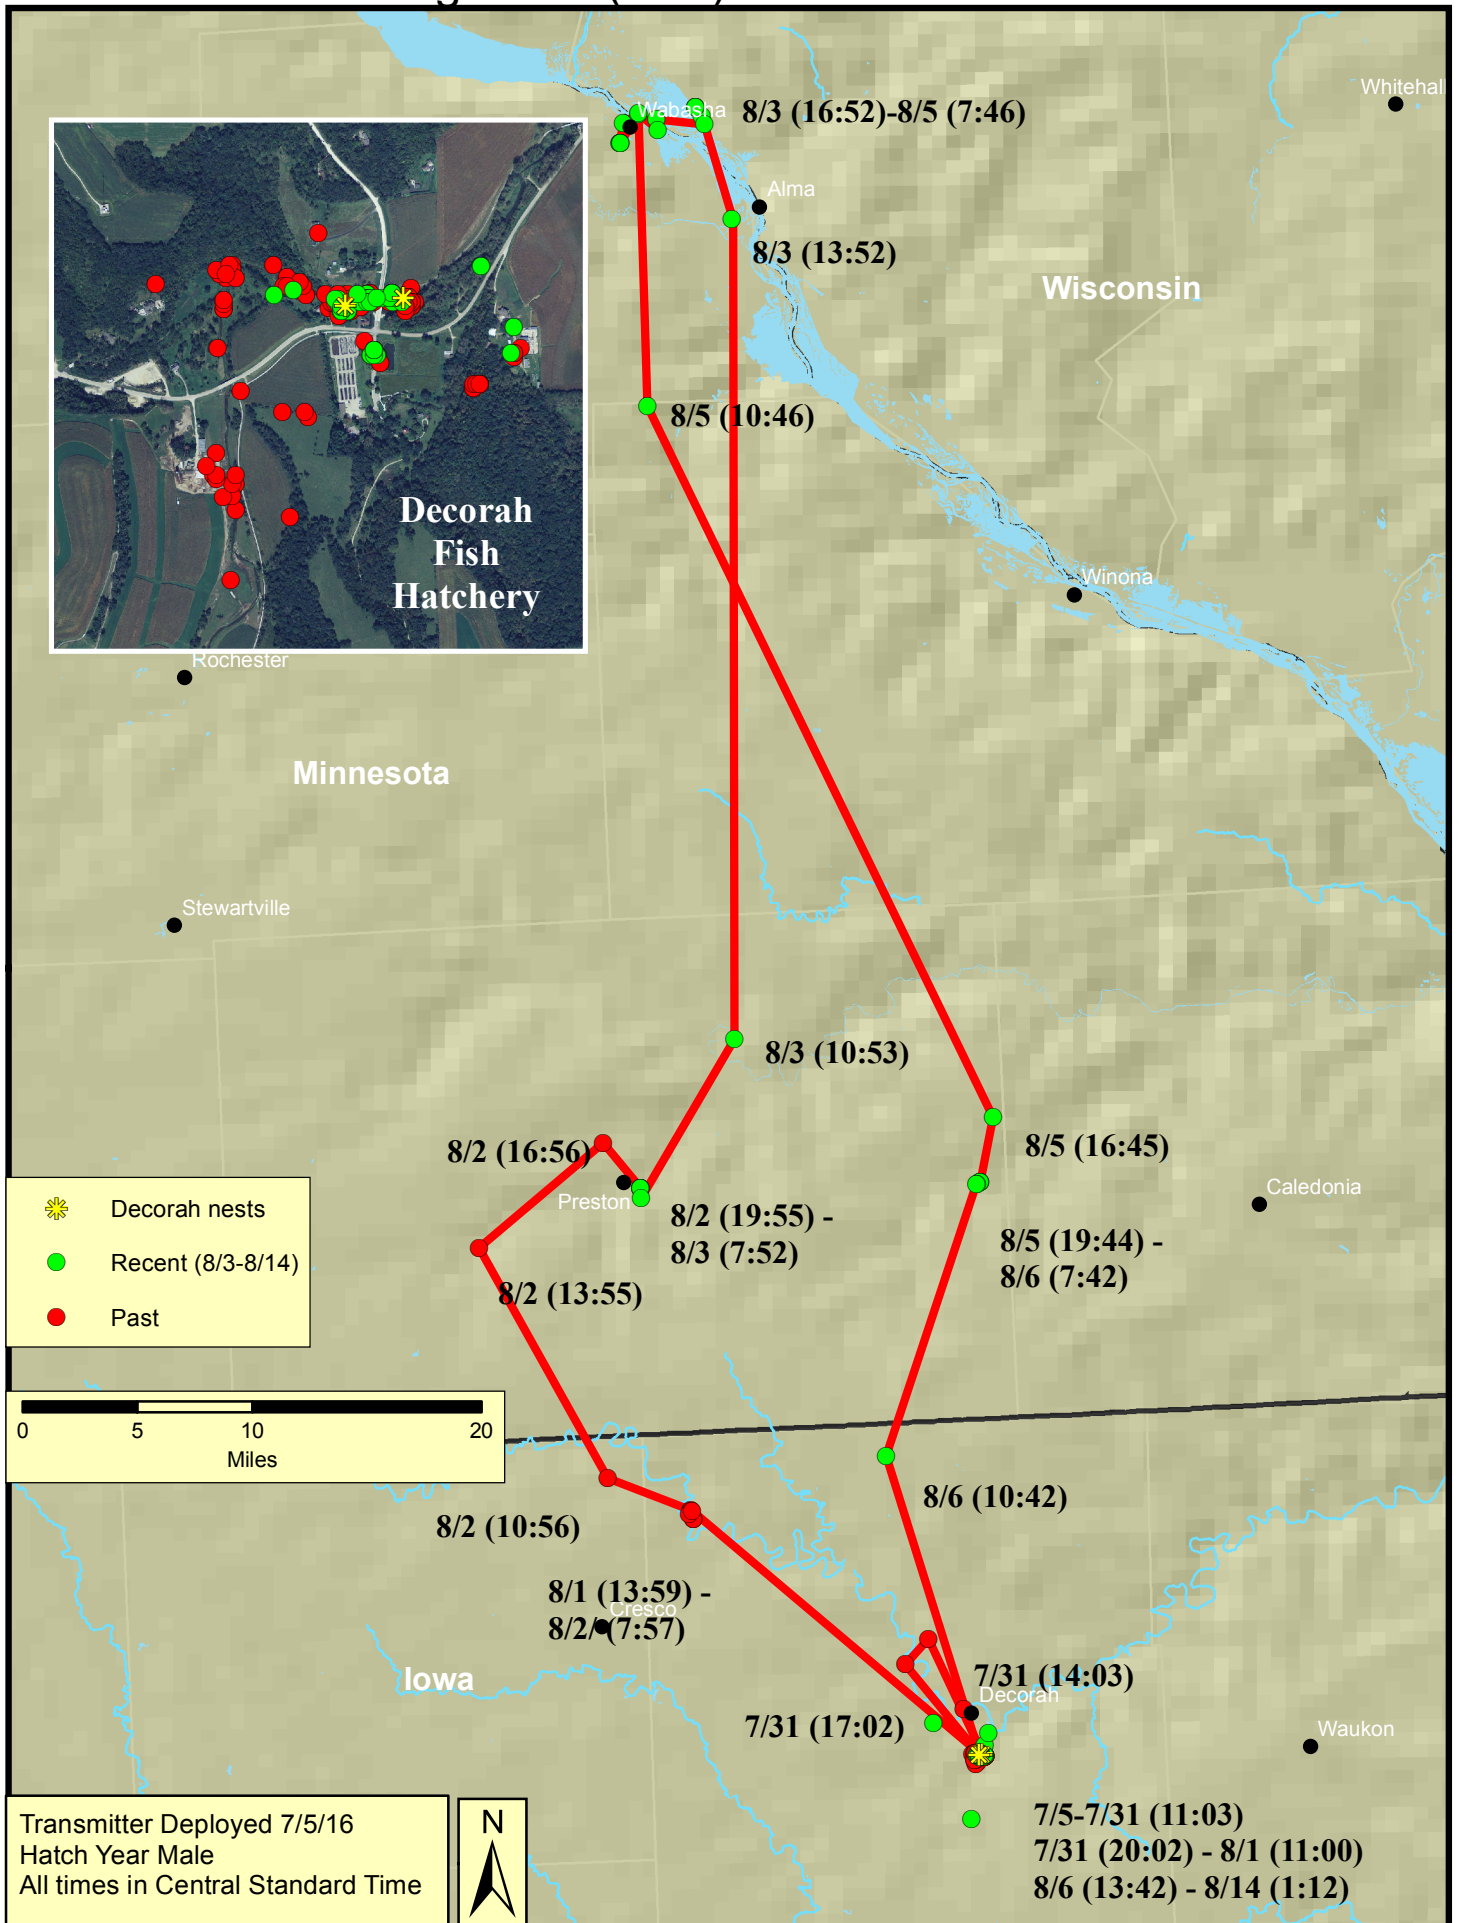 Wabasha
8/3 (16:52)-8/5 (7:46)
Whitehall
Alma
8/3 (13:52)
Wisconsin
8/5 (10:46)
Decorah
Fish
Hatchery
Winona
Rochester
Minnesota
Stewartville
8/3 (10:53)
8/2 (16:56)
8/5 (16:45)
Preston
Caledonia
Decorah nests
Recent (8/3-8/14)
Past
8/2 (19:55) -
8/3 (7:52)
8/5 (19:44) -
8/6 (7:42)
8/2 (13:55)
0 5 10 20
Miles
8/6 (10:42)
8/2 (10:56)
8/1 (13:59) -
Cresco
8/2/ (7:57)
Iowa
7/31 (14:03)
Decorah
7/31 (17:02)
Waukon
Transmitter Deployed 7/5/16
Hatch Year Male
All times in Central Standard Time
N
7/5-7/31 (11:03)
7/31 (20:02) - 8/1 (11:00)
8/6 (13:42) - 8/14 (1:12)